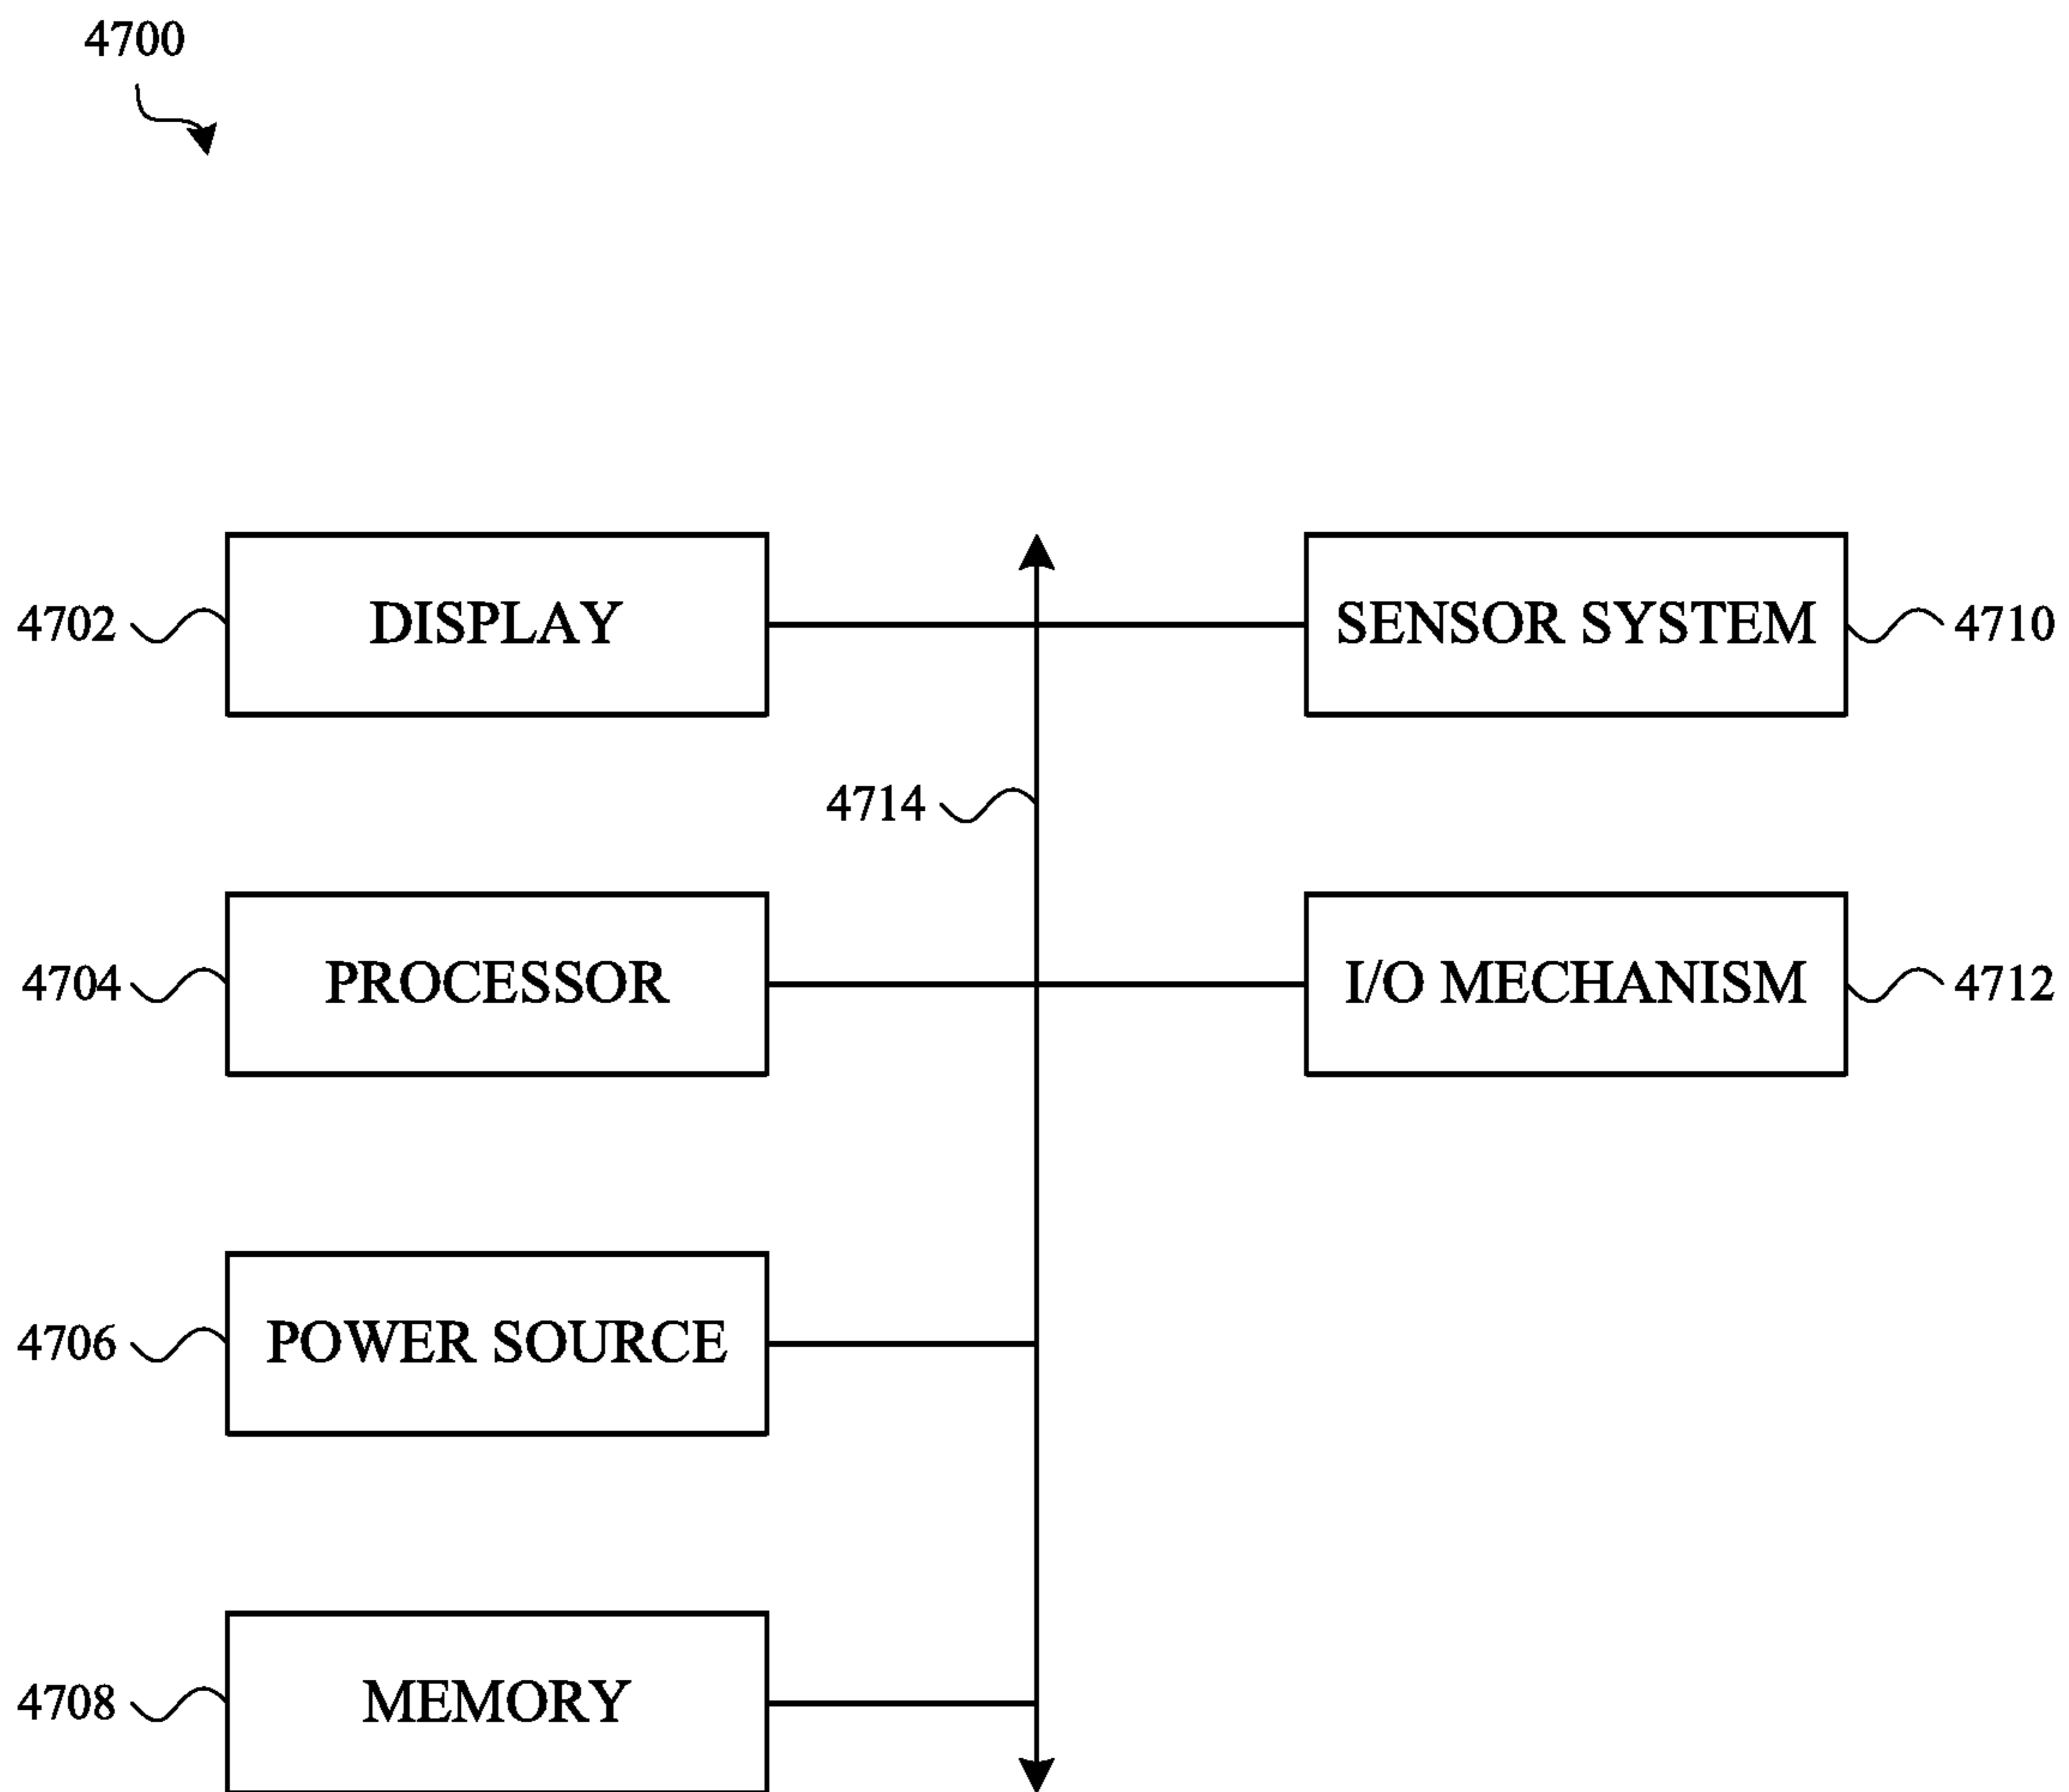 4700
4702 DISPLAY SENSOR SYSTEM 4710
4714
4704 PROCESSOR I/O MECHANISM 4712
4706 POWER SOURCE
4708 MEMORY